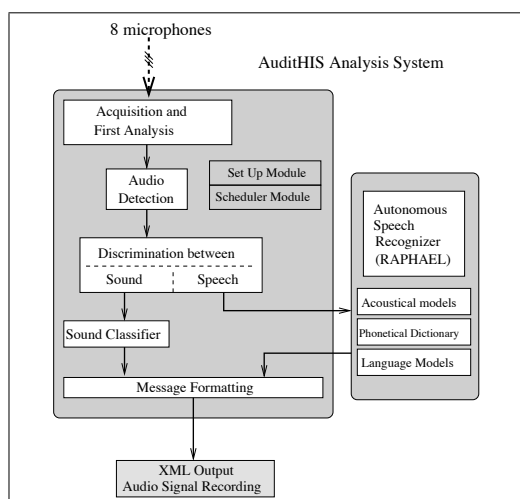 8 microphones
AuditHIS Analysis System
Acquisition and
First Analysis
Audio
Detection
Set Up Module
Scheduler Module
Discrimination between
Sound
Speech
Sound Classifier
Message Formatting
Autonomous
Speech
Recognizer
(RAPHAEL)
Acoustical models
Phonetical Dictionary
Language Models
XML Output
Audio Signal Recording